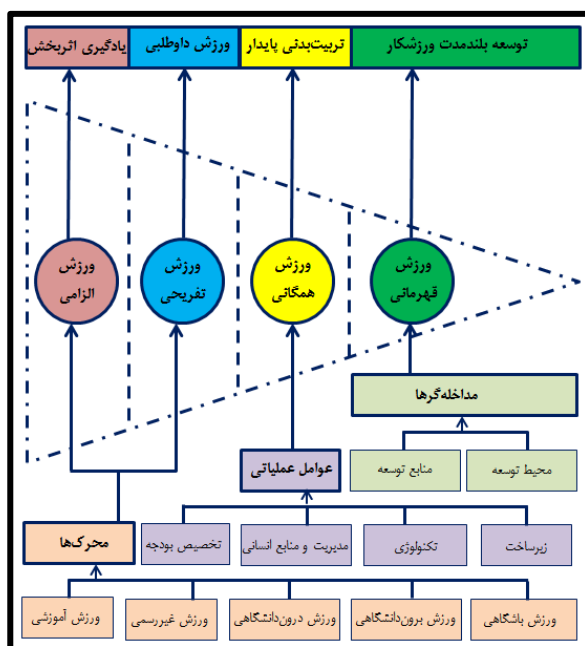 توسعه بلندمدت ورزشکار
تربیت‌بدنی پایدار
ورزش داوطلبی
یادگیری اثربخش
ورزش
قهرمانی
ورزش
همگانی
ورزش
تفریحی
ورزش
الزامی
مداخله‌گرها
محیط توسعه
منابع توسعه
عوامل عملیاتی
زیرساخت
تکنولوژی
مدیریت و منابع انسانی
تخصیص بودجه
محرک‌ها
ورزش باشگاهی
ورزش برون‌دانشگاهی
ورزش درون‌دانشگاهی
ورزش غیررسمی
ورزش آموزشی